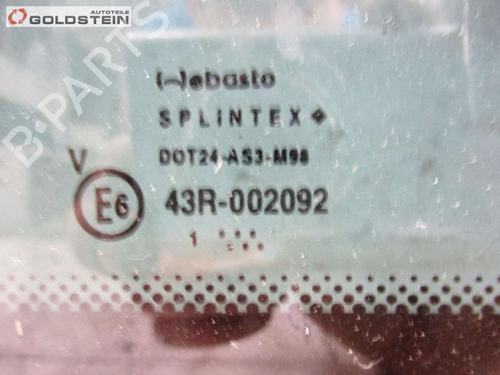 GOLDSTEIN
AUTOTEILE
B-PARTS
Webasto
SPLINTEX
DOT24-AS3-M98
V
E6
43R-002092
1